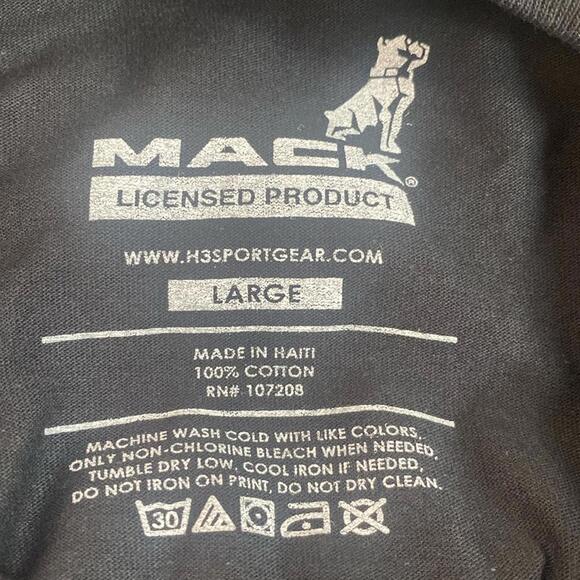 MACK
®
LICENSED PRODUCT
WWW.H3SPORTGEAR.COM
LARGE
MADE IN HAITI
100% COTTON
RN# 107208
MACHINE WASH COLD WITH LIKE COLORS,
ONLY NON-CHLORINE BLEACH WHEN NEEDED,
TUMBLE DRY LOW, COOL IRON IF NEEDED,
DO NOT IRON ON PRINT, DO NOT DRY CLEAN.
30